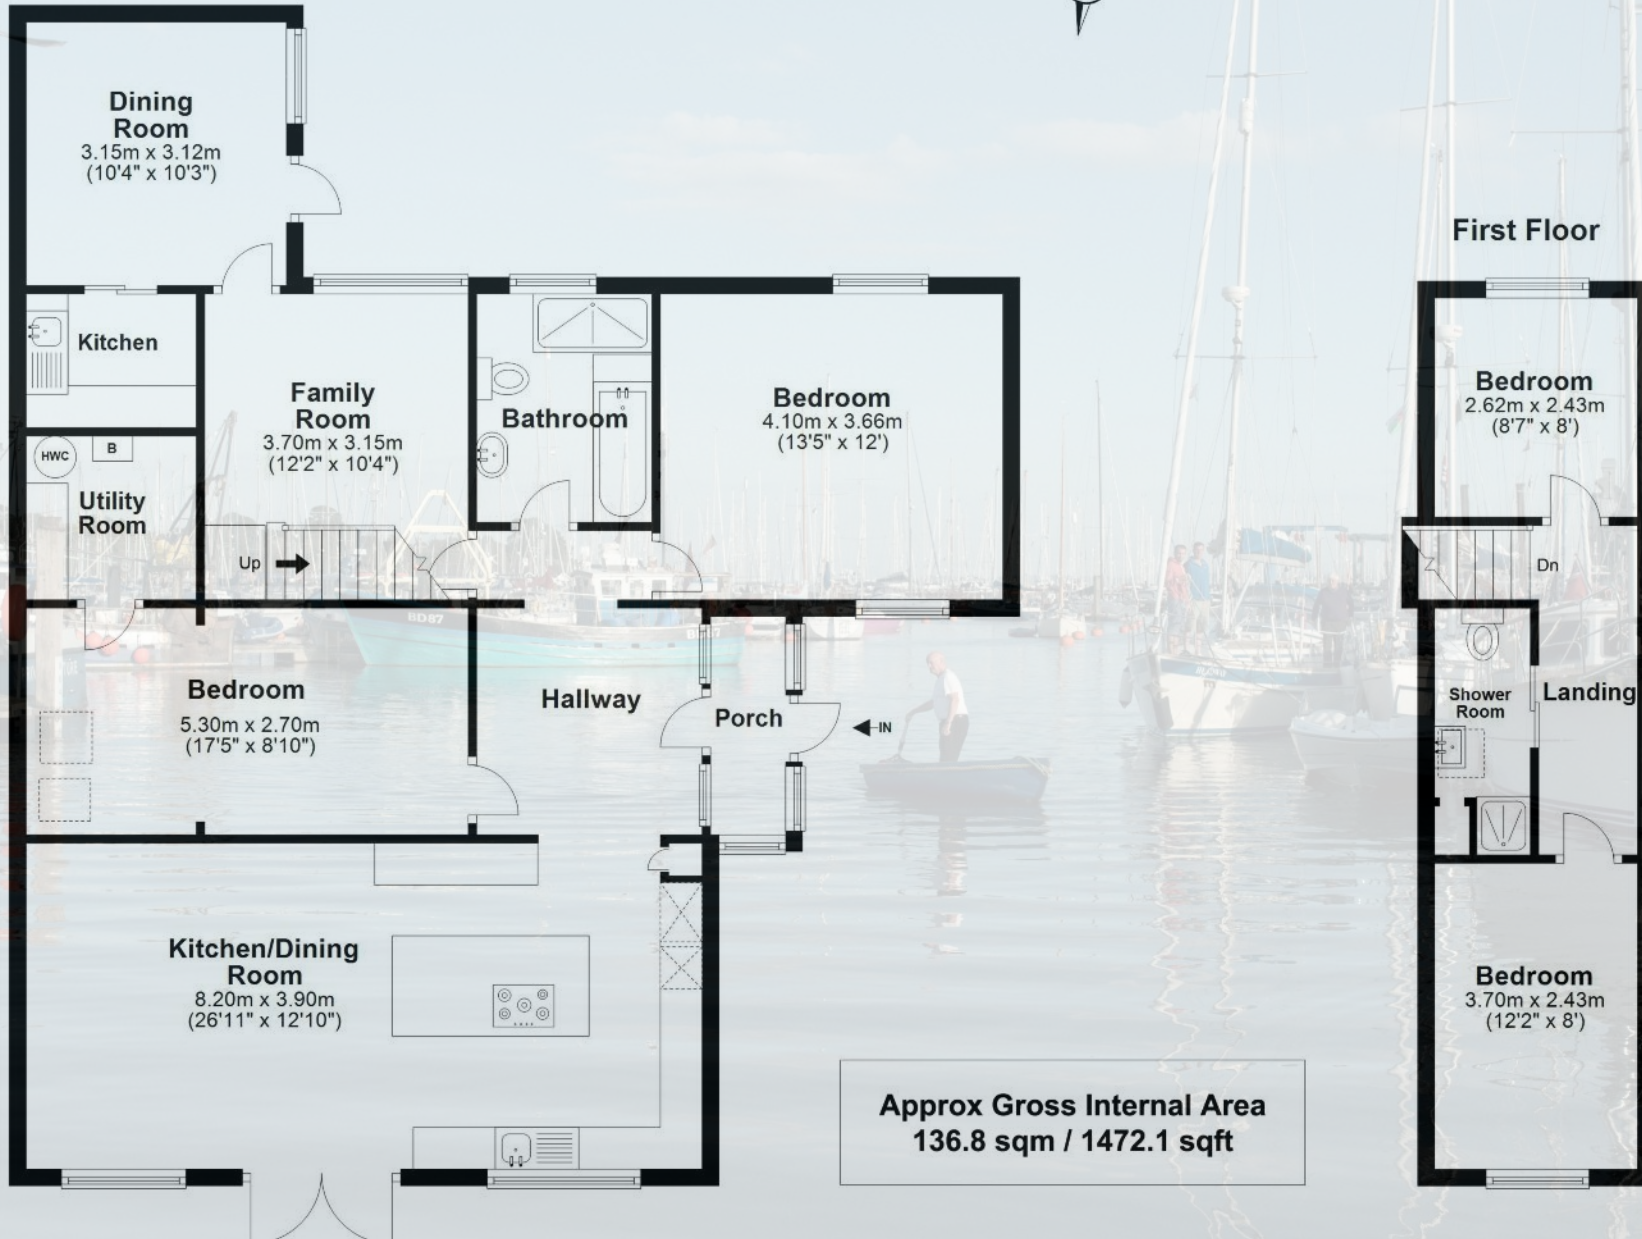 Dining
Room
3.15m x 3.12m
(10'4" x 10'3")
Kitchen
Family
Room
3.70m x 3.15m
(12'2" x 10'4")
Bathroom
Bedroom
4.10m x 3.66m
(13'5" x 12')
HWC
B
Utility
Room
Up
Bedroom
5.30m x 2.70m
(17'5" x 8'10")
Hallway
Porch
IN
Kitchen/Dining
Room
8.20m x 3.90m
(26'11" x 12'10")
Approx Gross Internal Area
136.8 sqm / 1472.1 sqft
First Floor
Bedroom
2.62m x 2.43m
(8'7" x 8')
Dn
Shower
Room
Landing
Bedroom
3.70m x 2.43m
(12'2" x 8')
BD87